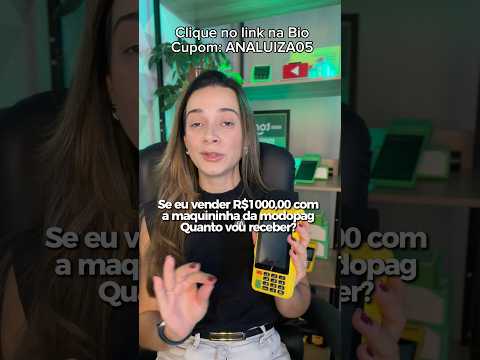 Clique no link na Bio
Cupom: ANALUIZA05
Se eu vender R$1000,00 com
a maquininha da modopag
Quanto vou receber?